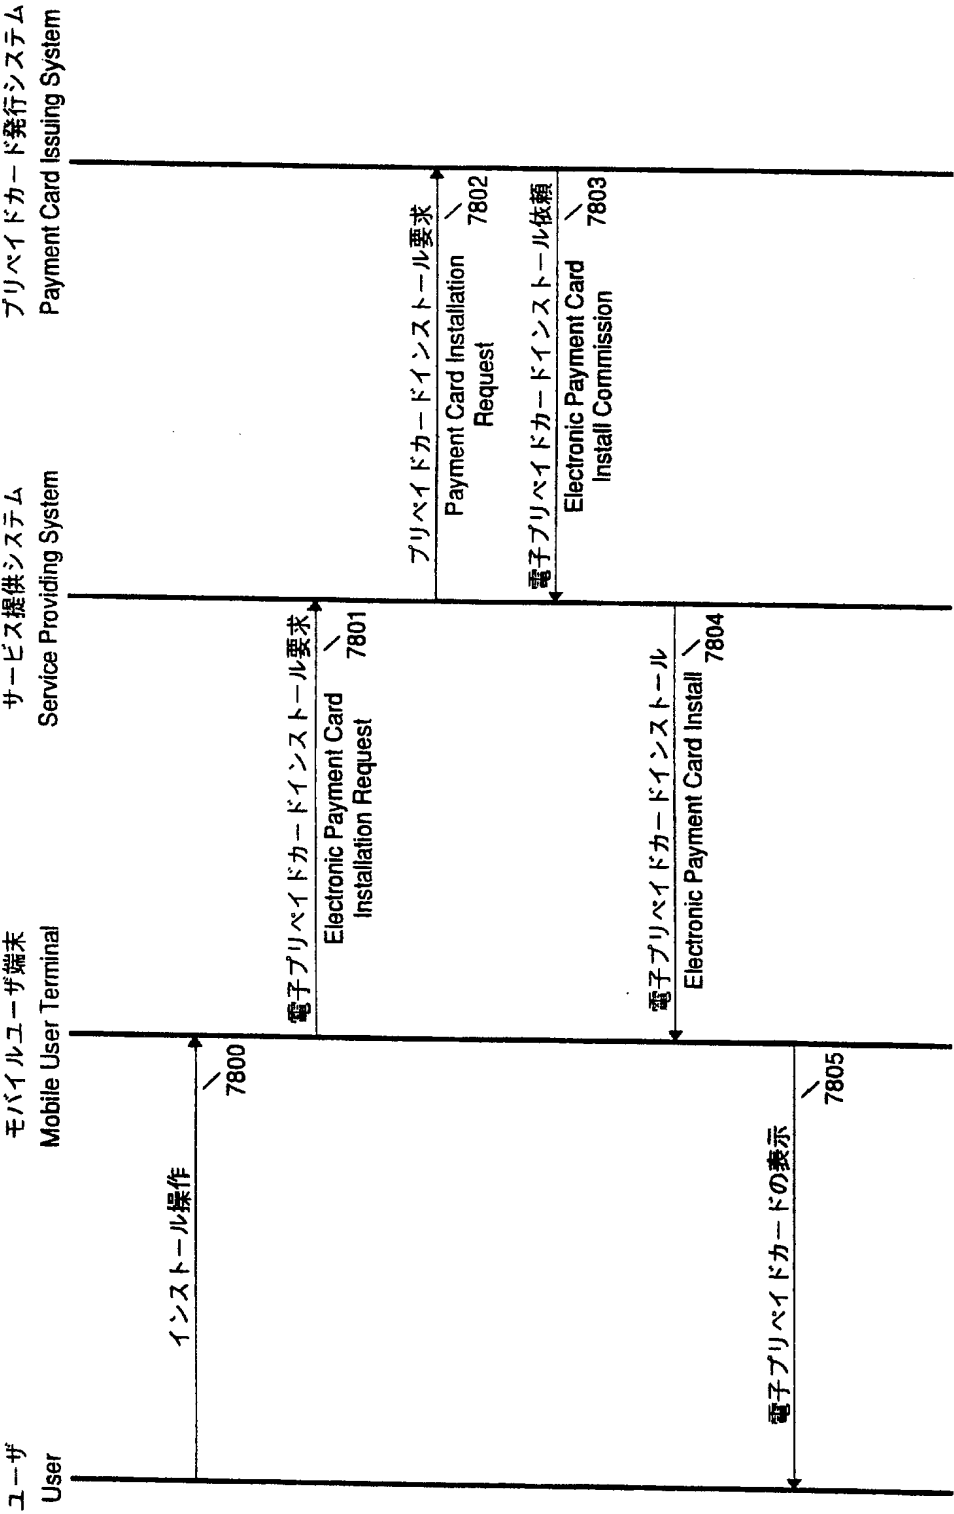 ユーザ
User
モバイルユーザ端末
Mobile User Terminal
サービス提供システム
Service Providing System
プリペイドカード発行システム
Payment Card Issuing System
インストール操作
7800
電子プリペイドカードインストール要求
7801
Electronic Payment Card
Installation Request
プリペイドカードインストール要求
7802
Payment Card Installation
Request
電子プリペイドカードインストール依頼
7803
Electronic Payment Card
Install Commission
電子プリペイドカードインストール
7804
Electronic Payment Card Install
電子プリペイドカードの表示
7805